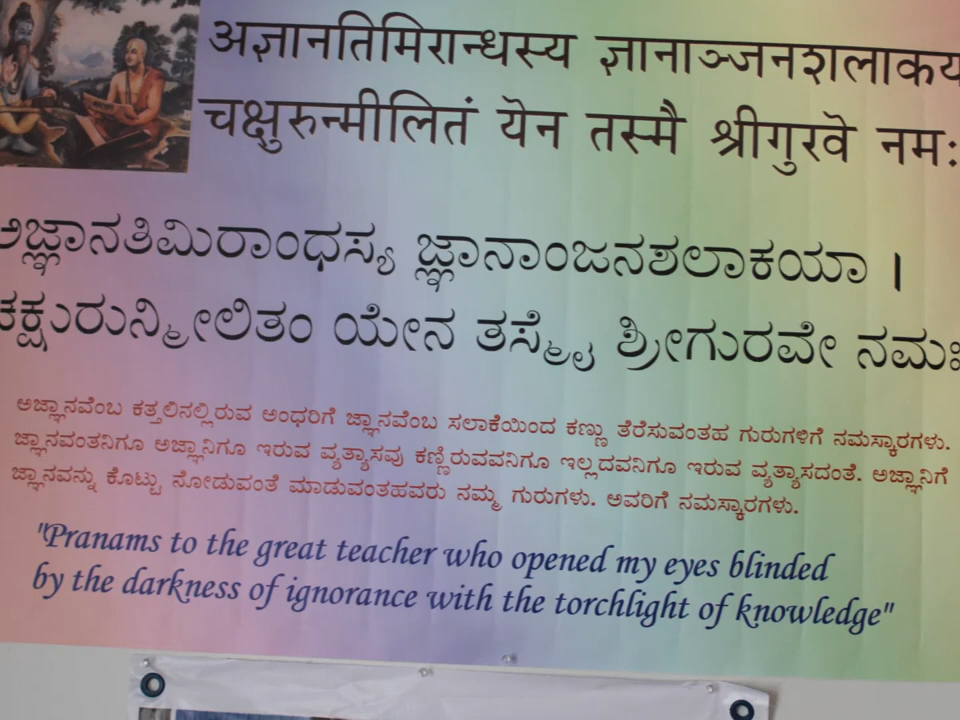 अज्ञानतिमिरान्धस्य ज्ञानाञ्जनशलाकय
चक्षुरुन्मीलितं येन तस्मै श्रीगुरवे नमः
ಅಜ್ಞಾನತಿಮಿರಾಂಧಸ್ಯ ಜ್ಞಾನಾಂಜನಶಲಾಕಯಾ ।
ಚಕ್ಷುರುನ್ಮೀಲಿತಂ ಯೇನ ತಸ್ಮೈ ಶ್ರೀಗುರವೇ ನಮಃ
ಅಜ್ಞಾನವೆಂಬ ಕತ್ತಲಿನಲ್ಲಿರುವ ಅಂಧರಿಗೆ ಜ್ಞಾನವೆಂಬ ಸಲಾಕೆಯಿಂದ ಕಣ್ಣು ತೆರೆಸುವಂತಹ ಗುರುಗಳಿಗೆ ನಮಸ್ಕಾರಗಳು.
ಜ್ಞಾನವಂತನಿಗೂ ಅಜ್ಞಾನಿಗೂ ಇರುವ ವ್ಯತ್ಯಾಸವು ಕಣ್ಣಿರುವವನಿಗೂ ಇಲ್ಲದವನಿಗೂ ಇರುವ ವ್ಯತ್ಯಾಸದಂತೆ. ಅಜ್ಞಾನಿಗೆ
ಜ್ಞಾನವನ್ನು ಕೊಟ್ಟು ನೋಡುವಂತೆ ಮಾಡುವಂತಹವರು ನಮ್ಮ ಗುರುಗಳು. ಅವರಿಗೆ ನಮಸ್ಕಾರಗಳು.
"Pranams to the great teacher who opened my eyes blinded
by the darkness of ignorance with the torchlight of knowledge"